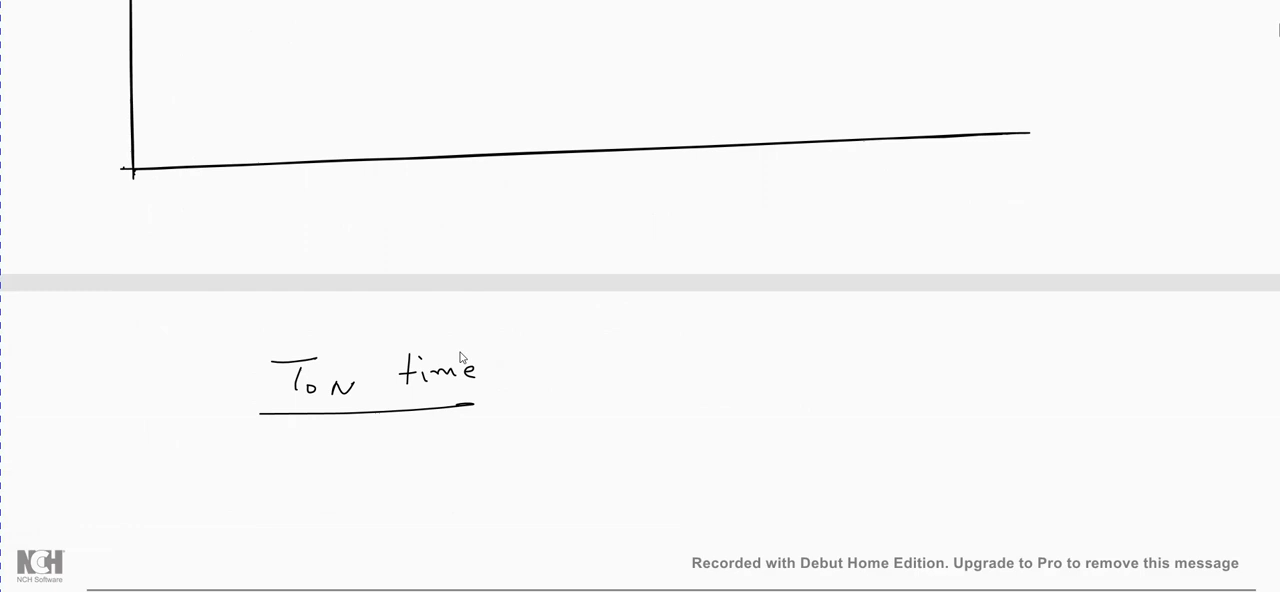 TON time
NCH
NCH Software
Recorded with Debut Home Edition. Upgrade to Pro to remove this message